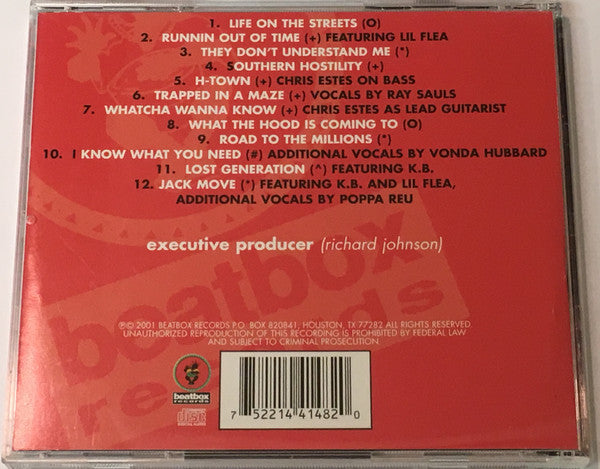 1. LIFE ON THE STREETS (O)
2. RUNNIN OUT OF TIME (+) FEATURING LIL FLEA
3. THEY DON'T UNDERSTAND ME (*)
4. SOUTHERN HOSTILITY (+)
5. H-TOWN (+) CHRIS ESTES ON BASS
6. TRAPPED IN A MAZE (+) VOCALS BY RAY SAULS
7. WHATCHA WANNA KNOW (+) CHRIS ESTES AS LEAD GUITARIST
8. WHAT THE HOOD IS COMING TO (O)
9. ROAD TO THE MILLIONS (*)
10. I KNOW WHAT YOU NEED (#) ADDITIONAL VOCALS BY VONDA HUBBARD
11. LOST GENERATION (^) FEATURING K.B.
12. JACK MOVE (*) FEATURING K.B. AND LIL FLEA,
ADDITIONAL VOCALS BY POPPA REU
executive producer (richard johnson)
beatbox
records
℗© 2001 BEATBOX RECORDS P.O. BOX 820841, HOUSTON, TX 77282 ALL RIGHTS RESERVED.
UNAUTHORIZED REPRODUCTION OF THIS RECORDING IS PROHIBITED BY FEDERAL LAW
AND SUBJECT TO CRIMINAL PROSECUTION.
beatbox
records
COMPACT
disc
DIGITAL AUDIO
7 52214 41482 0